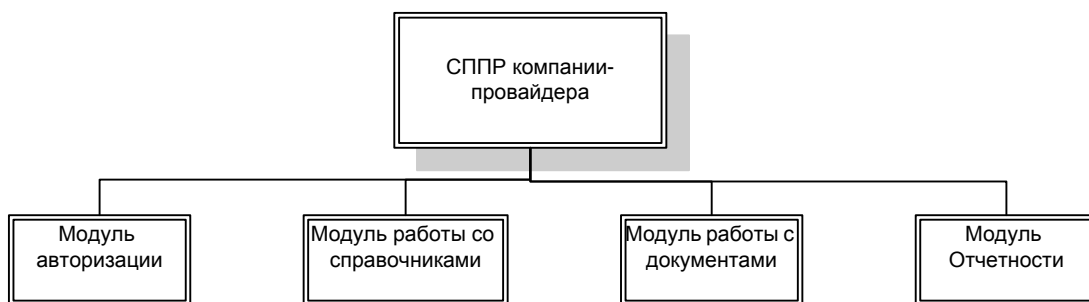 СППР компании-
провайдера
Модуль
авторизации
Модуль работы со
справочниками
Модуль работы с
документами
Модуль
Отчетности